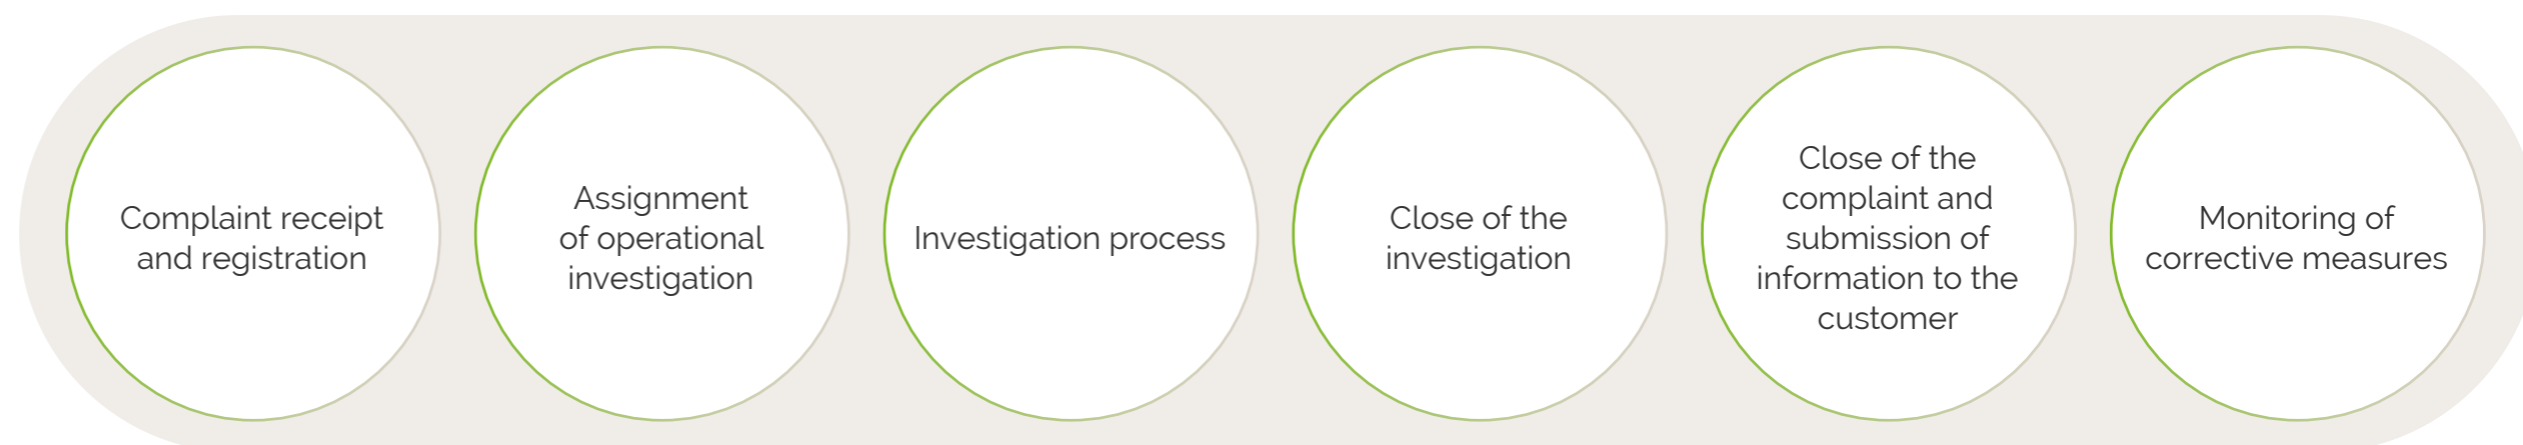 Complaint receipt
and registration
Assignment
of operational
investigation
Investigation process
Close of the
investigation
Close of the
complaint and
submission of
information to the
customer
Monitoring of
corrective measures